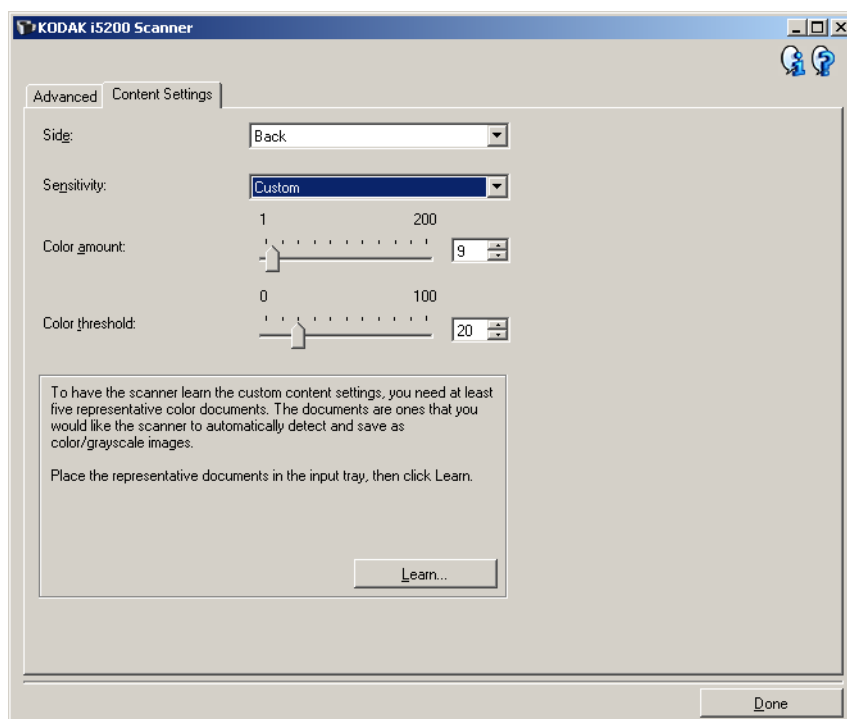 KODAK i5200 Scanner
Advanced
Content Settings
Side:
Back
Sensitivity:
Custom
1 200
Color amount:
9
0 100
Color threshold:
20
To have the scanner learn the custom content settings, you need at least
five representative color documents. The documents are ones that you
would like the scanner to automatically detect and save as
color/grayscale images.
Place the representative documents in the input tray, then click Learn.
Learn...
Done